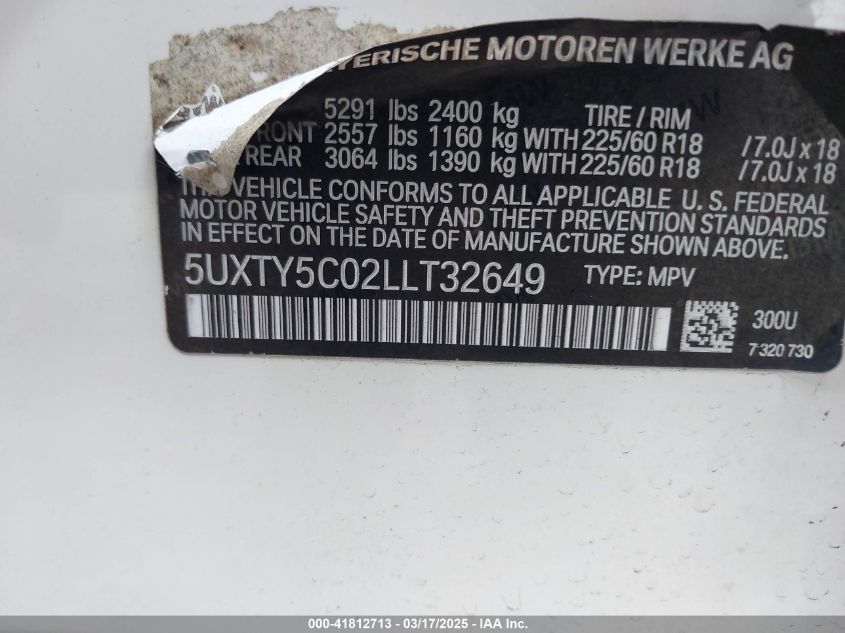 YERISCHE MOTOREN WERKE AG
5291 lbs 2400 kg TIRE / RIM
FRONT 2557 lbs 1160 kg WITH 225/60 R18 /7.0J x 18
REAR 3064 lbs 1390 kg WITH 225/60 R18 /7.0J x 18
THIS VEHICLE CONFORMS TO ALL APPLICABLE U. S. FEDERAL
MOTOR VEHICLE SAFETY AND THEFT PREVENTION STANDARDS
IN EFFECT ON THE DATE OF MANUFACTURE SHOWN ABOVE.
5UXTY5C02LLT32649 TYPE: MPV
300U
7 320 730
000-41812713 - 03/17/2025 - IAA Inc.